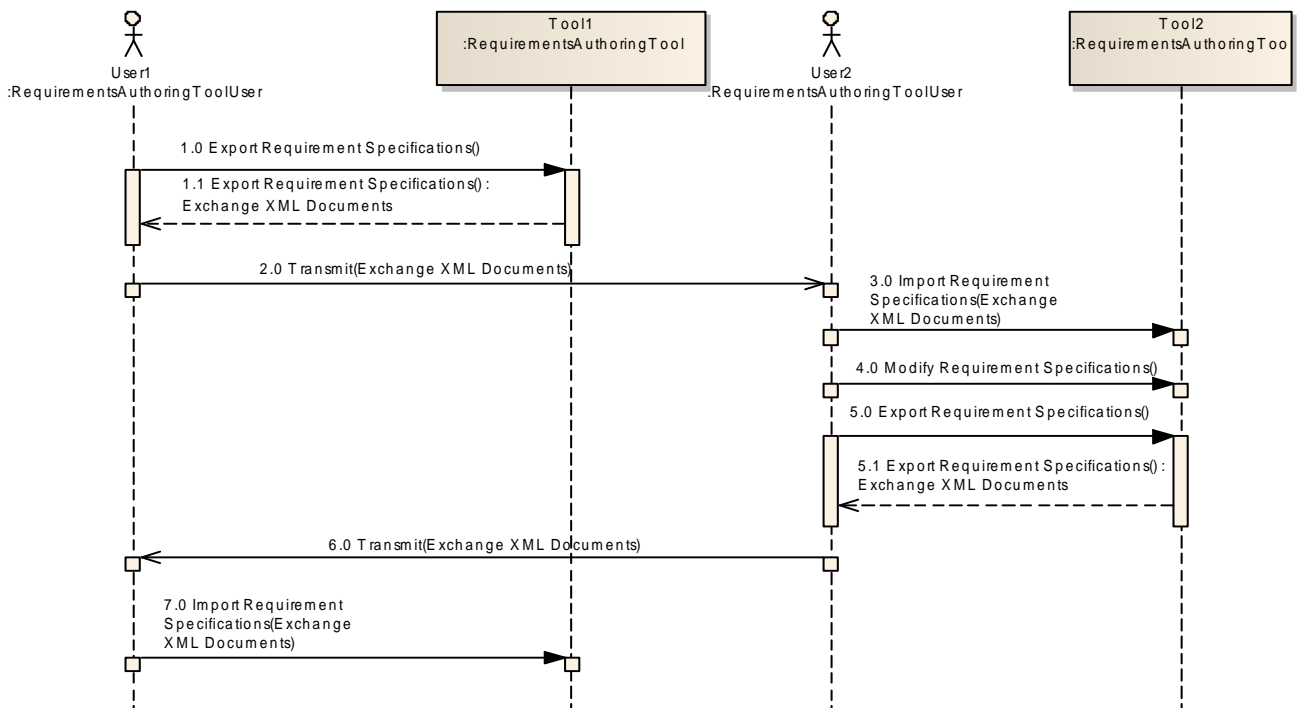 User1
:RequirementsAuthoringToolUser
Tool1
:RequirementsAuthoringTool
User2
:RequirementsAuthoringToolUser
Tool2
:RequirementsAuthoringToo
1.0 Export Requirement Specifications()
1.1 Export Requirement Specifications() :
Exchange XML Documents
2.0 Transmit(Exchange XML Documents)
3.0 Import Requirement
Specifications(Exchange
XML Documents)
4.0 Modify Requirement Specifications()
5.0 Export Requirement Specifications()
5.1 Export Requirement Specifications() :
Exchange XML Documents
6.0 Transmit(Exchange XML Documents)
7.0 Import Requirement
Specifications(Exchange
XML Documents)